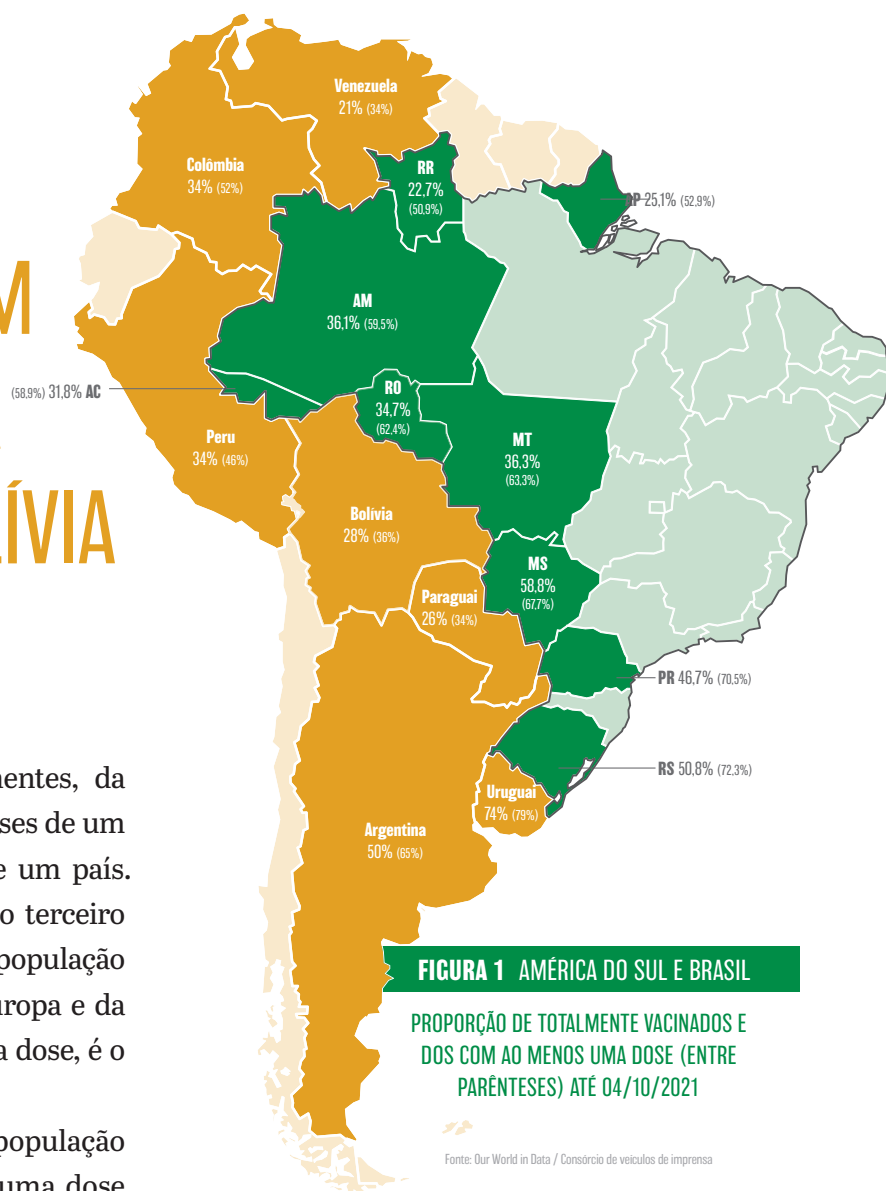 M
ÍVIA
nentes, da
ses de um
e um país.
o terceiro
população
uropa e da
a dose, é o
população
uma dose
Venezuela
21% (34%)
Colômbia
34% (52%)
RR
22,7%
(50,9%)
AP 25,1% (52,9%)
AM
36,1% (59,5%)
(58,9%) 31,8% AC
RO
34,7%
(62,4%)
Peru
34% (46%)
MT
36,3%
(63,3%)
Bolívia
28% (36%)
MS
58,8%
(67,7%)
Paraguai
26% (34%)
PR 46,7% (70,5%)
RS 50,8% (72,3%)
Uruguai
74% (79%)
Argentina
50% (65%)
FIGURA 1 AMÉRICA DO SUL E BRASIL
PROPORÇÃO DE TOTALMENTE VACINADOS E
DOS COM AO MENOS UMA DOSE (ENTRE
PARÊNTESES) ATÉ 04/10/2021
Fonte: Our World in Data / Consórcio de veículos de imprensa